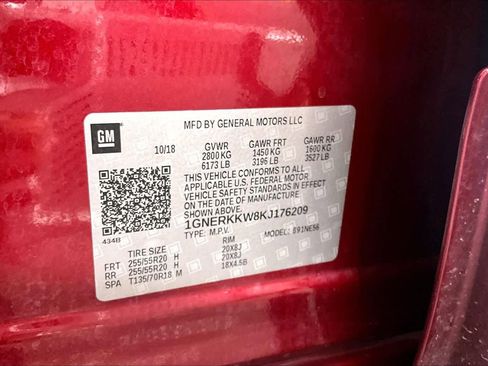 GM
MFD BY GENERAL MOTORS LLC
10/18 GVWR GAWR FRT GAWR RR
2800 KG 1450 KG 1600 KG
6173 LB 3196 LB 3527 LB
THIS VEHICLE CONFORMS TO ALL
APPLICABLE U.S. FEDERAL MOTOR
VEHICLE SAFETY STANDARDS IN EFFECT
ON THE DATE OF MANUFACTURE SHOWN ABOVE.
1GNERKKW8KJ176209
434B TYPE: M.P.V. MODEL: 891NE56
TIRE SIZE RIM
FRT 255/55R20 H 20X8J
RR 255/55R20 H 20X8J
SPA T135/70R18 M 18X4.5B